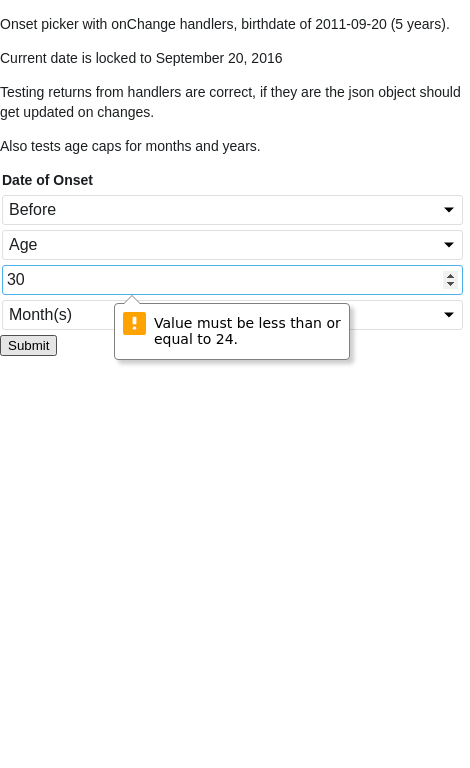 Onset picker with onChange handlers, birthdate of 2011-09-20 (5 years).
Current date is locked to September 20, 2016
Testing returns from handlers are correct, if they are the json object should
get updated on changes.
Also tests age caps for months and years.
Date of Onset
Before
Age
30
Month(s)
Value must be less than or
equal to 24.
Submit